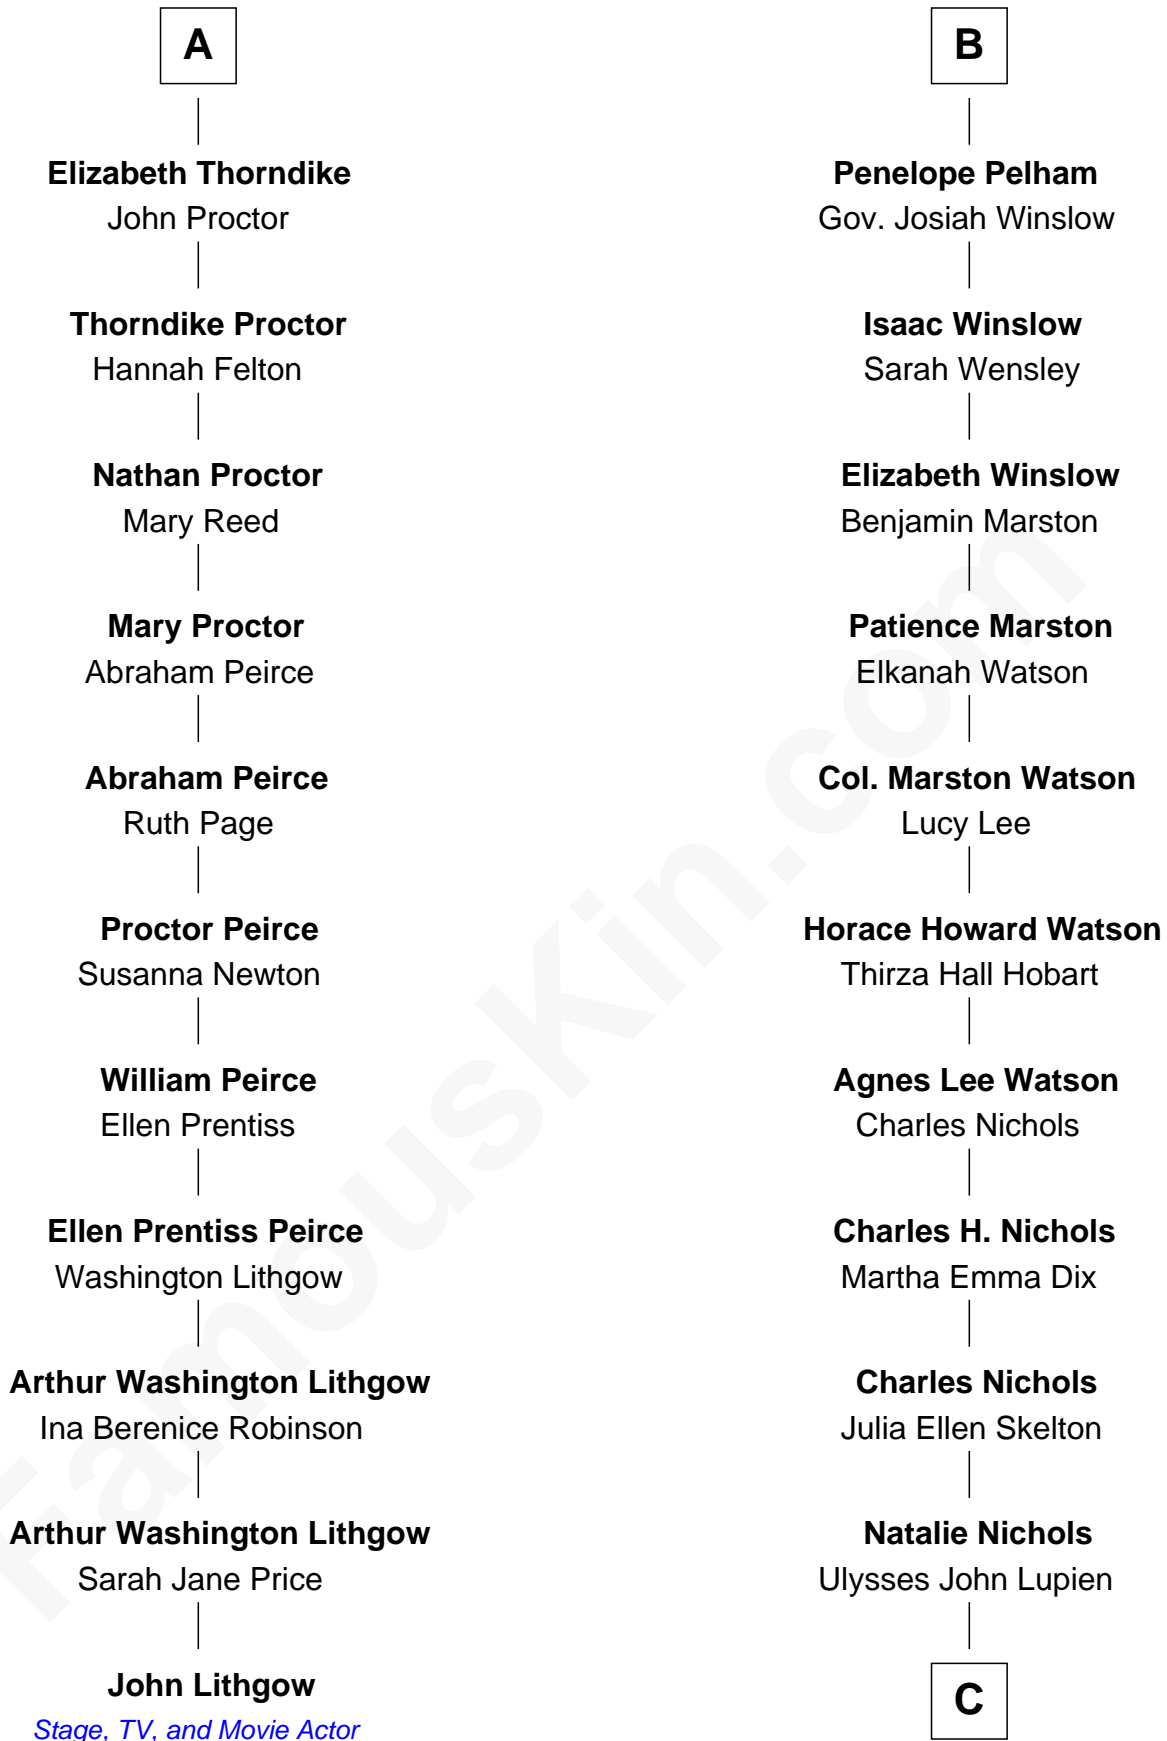 A
Elizabeth Thorndike
John Proctor
Thorndike Proctor
Hannah Felton
Nathan Proctor
Mary Reed
Mary Proctor
Abraham Peirce
Abraham Peirce
Ruth Page
Proctor Peirce
Susanna Newton
William Peirce
Ellen Prentiss
Ellen Prentiss Peirce
Washington Lithgow
Arthur Washington Lithgow
Ina Berenice Robinson
Arthur Washington Lithgow
Sarah Jane Price
John Lithgow
Stage, TV, and Movie Actor
B
Penelope Pelham
Gov. Josiah Winslow
Isaac Winslow
Sarah Wensley
Elizabeth Winslow
Benjamin Marston
Patience Marston
Elkanah Watson
Col. Marston Watson
Lucy Lee
Horace Howard Watson
Thirza Hall Hobart
Agnes Lee Watson
Charles Nichols
Charles H. Nichols
Martha Emma Dix
Charles Nichols
Julia Ellen Skelton
Natalie Nichols
Ulysses John Lupien
C
FamousKin.com